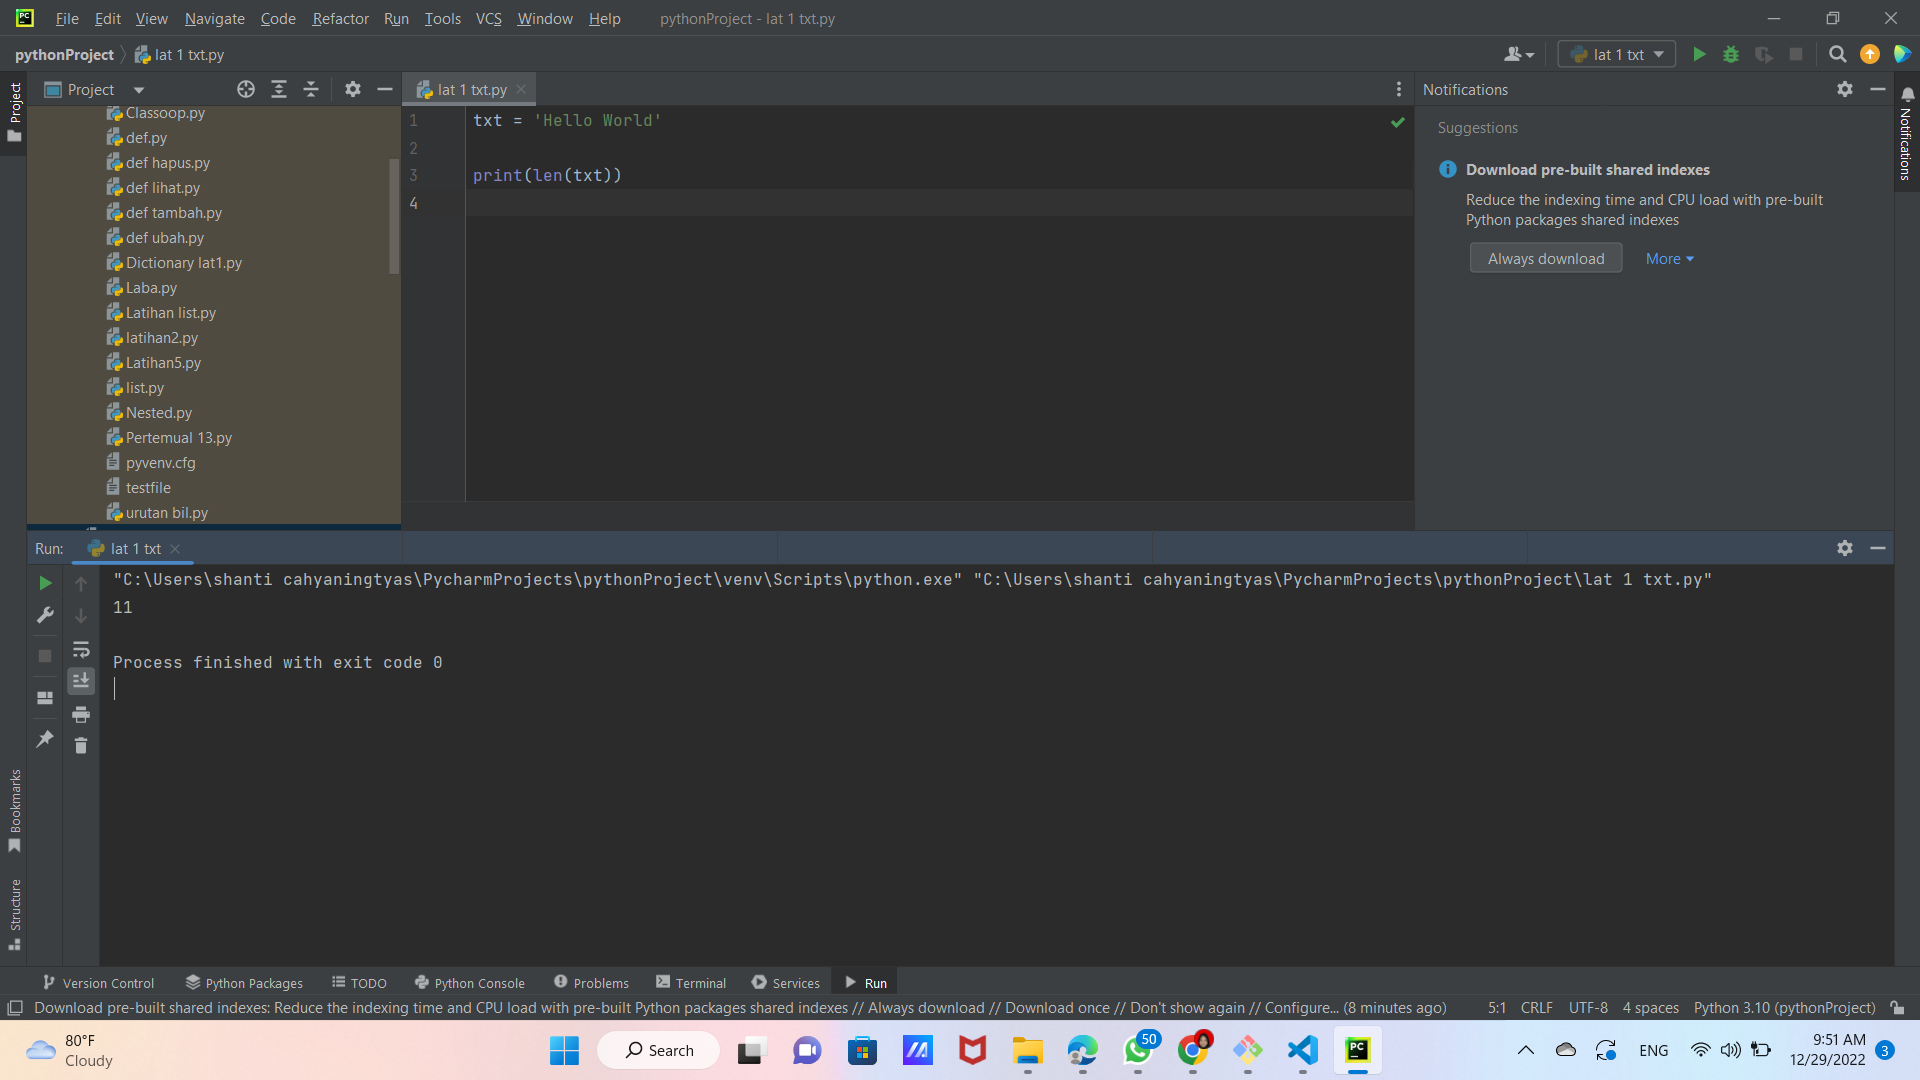 File Edit View Navigate Code Refactor Run Tools VCS Window Help pythonProject - lat 1 txt.py
pythonProject lat 1 txt.py lat 1 txt
Project
Project
Classoop.py
def.py
def hapus.py
def lihat.py
def tambah.py
def ubah.py
Dictionary lat1.py
Laba.py
Latihan list.py
latihan2.py
Latihan5.py
list.py
Nested.py
Pertemual 13.py
pyvenv.cfg
testfile
urutan bil.py
lat 1 txt.py
1 txt = 'Hello World'
2
3 print(len(txt))
4
Notifications
Suggestions
Download pre-built shared indexes
Reduce the indexing time and CPU load with pre-built
Python packages shared indexes
Always download More
Notifications
Run: lat 1 txt
"C:\Users\shanti cahyaningtyas\PycharmProjects\pythonProject\venv\Scripts\python.exe" "C:\Users\shanti cahyaningtyas\PycharmProjects\pythonProject\lat 1 txt.py"
11
Process finished with exit code 0
Bookmarks
Structure
Version Control Python Packages TODO Python Console Problems Terminal Services Run
Download pre-built shared indexes: Reduce the indexing time and CPU load with pre-built Python packages shared indexes // Always download // Download once // Don't show again // Configure... (8 minutes ago) 5:1 CRLF UTF-8 4 spaces Python 3.10 (pythonProject)
80°F
Cloudy
Search
50
PC
ENG
9:51 AM
12/29/2022
3